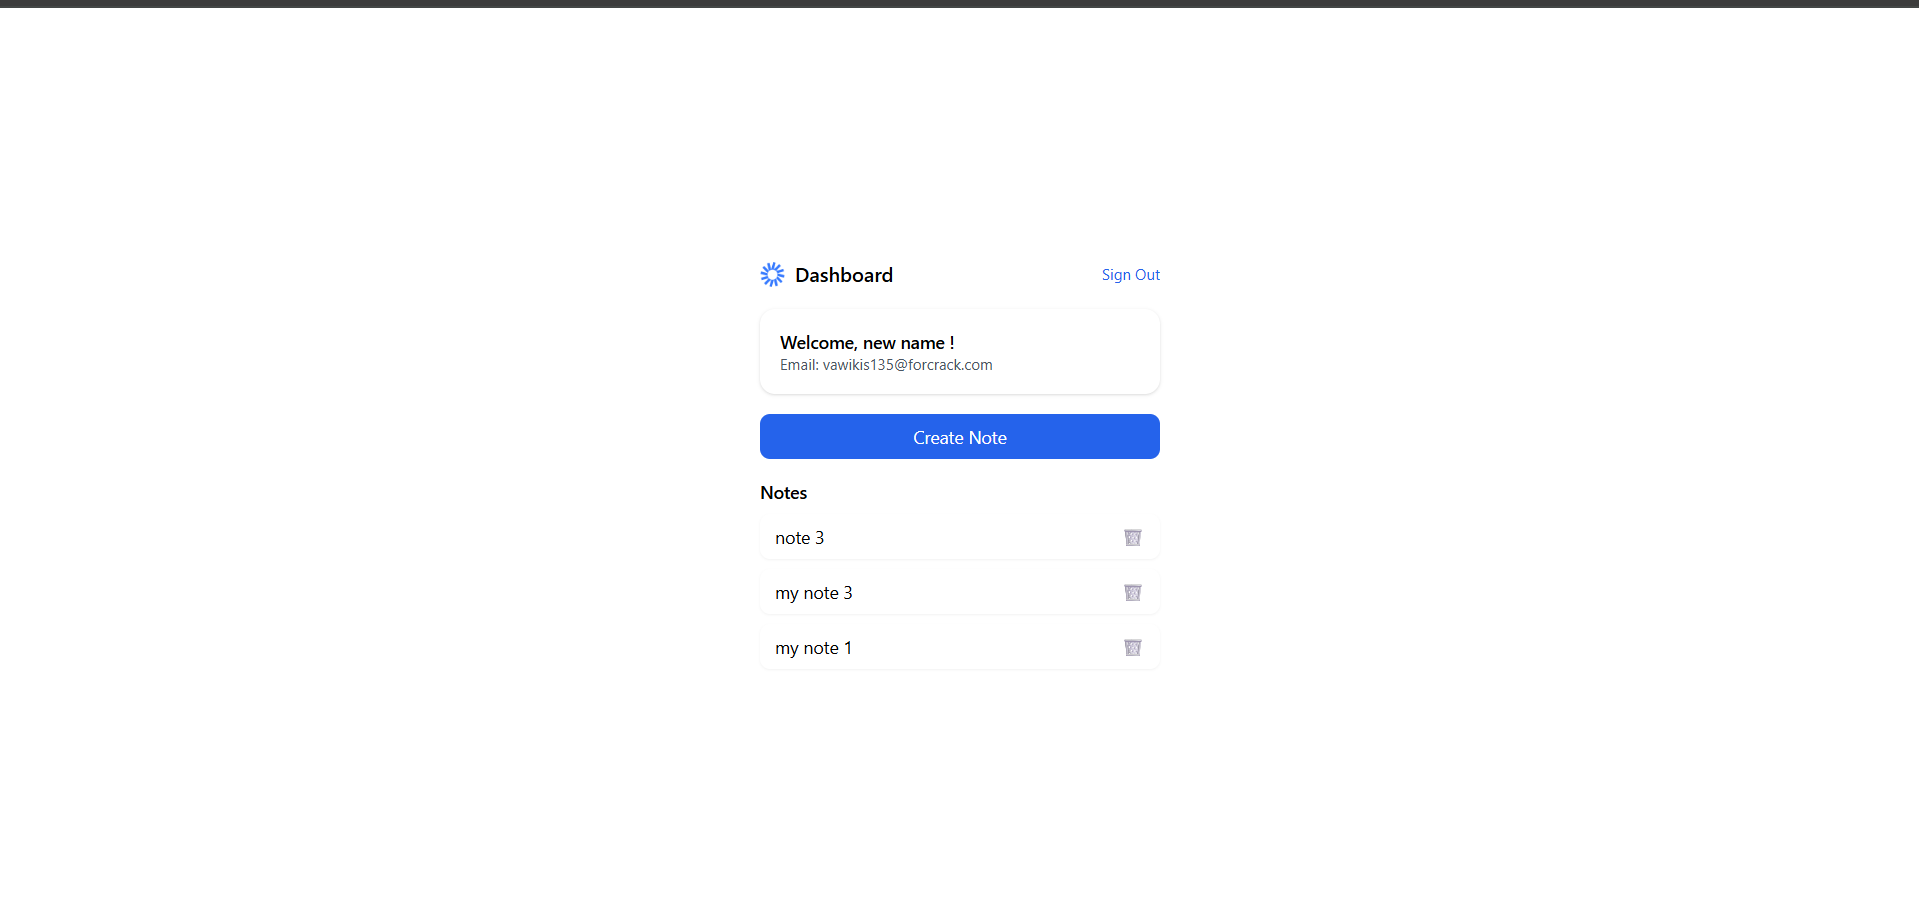 Dashboard
Sign Out
Welcome, new name !
Email: vawikis135@forcrack.com
Create Note
Notes
note 3
my note 3
my note 1